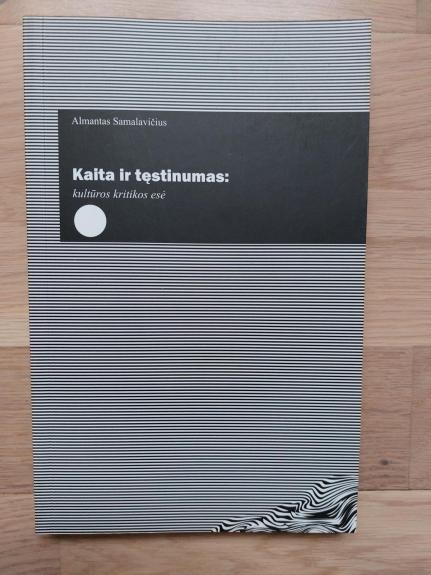 Almantas Samalavičius
Kaita ir tęstinumas:
kultūros kritikos esė